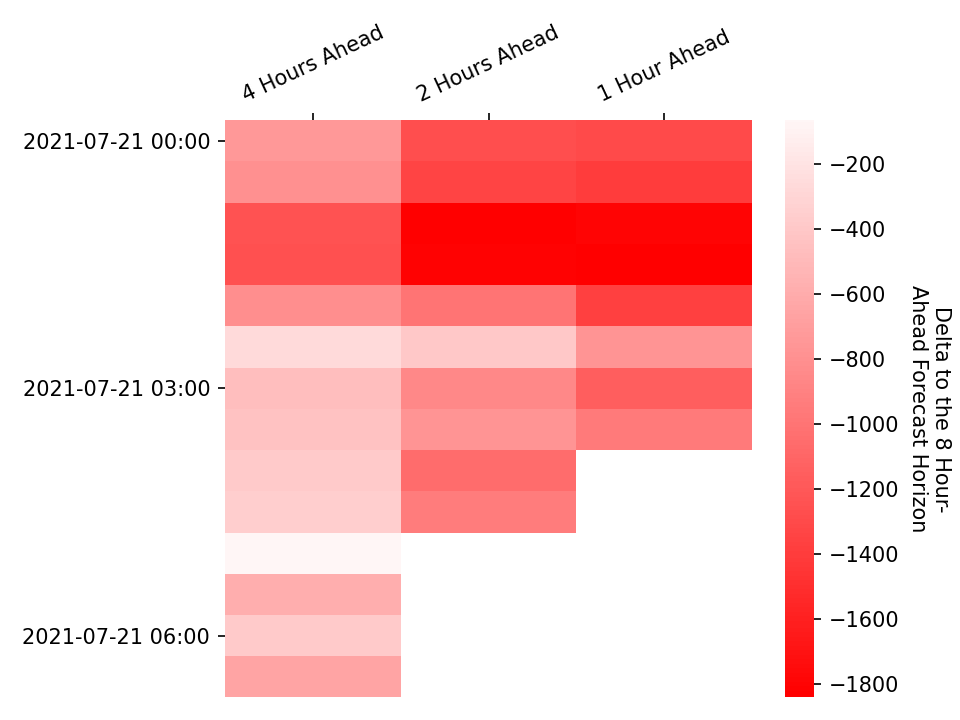 4 Hours Ahead
2 Hours Ahead
1 Hour Ahead
2021-07-21 00:00
2021-07-21 03:00
2021-07-21 06:00
−200
−400
−600
−800
−1000
−1200
−1400
−1600
−1800
Delta to the 8 Hour-
Ahead Forecast Horizon